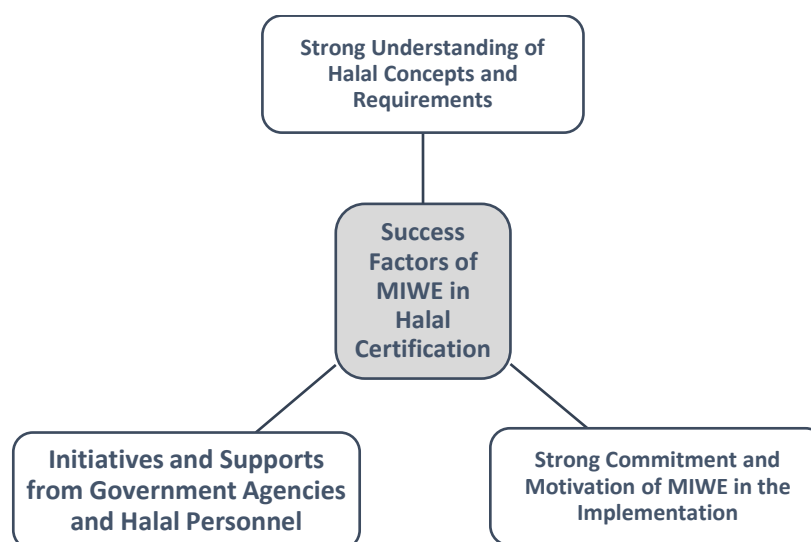 Strong Understanding of
Halal Concepts and
Requirements
Success
Factors of
MIWE in
Halal
Certification
Initiatives and Supports
from Government Agencies
and Halal Personnel
Strong Commitment and
Motivation of MIWE in the
Implementation